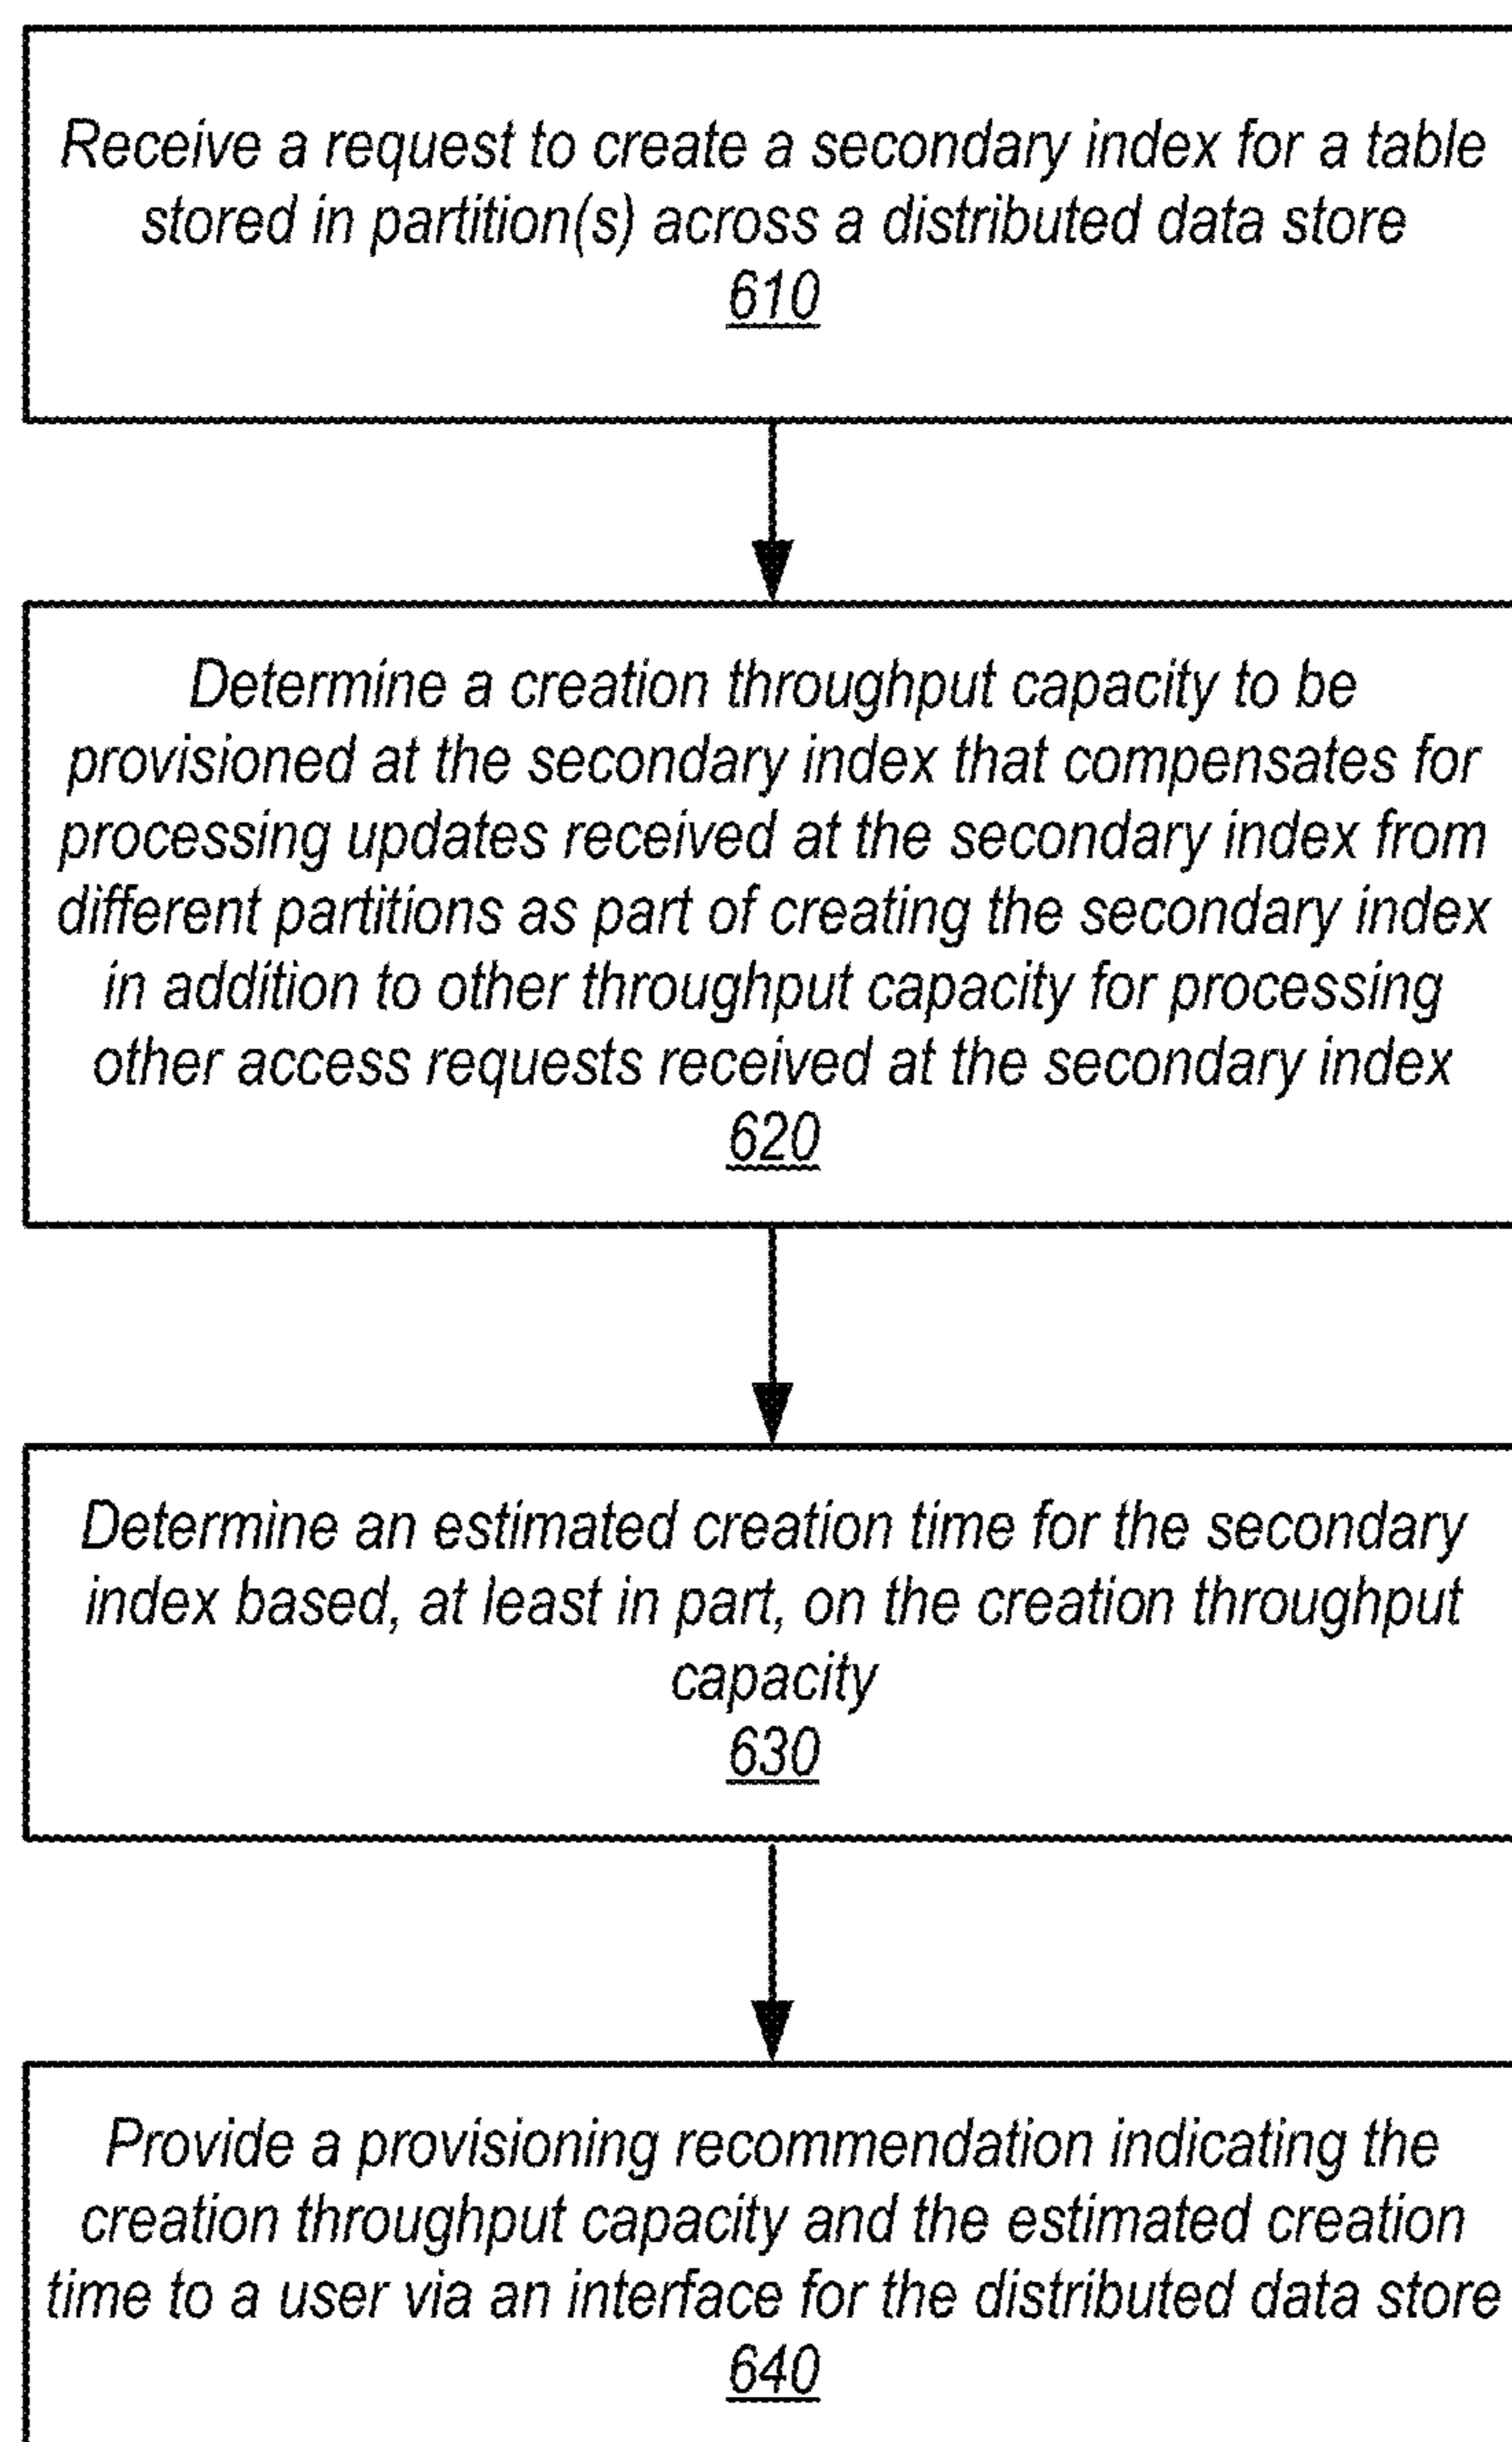 Receive a request to create a secondary index for a table
stored in partition(s) across a distributed data store
610
Determine a creation throughput capacity to be
provisioned at the secondary index that compensates for
processing updates received at the secondary index from
different partitions as part of creating the secondary index
in addition to other throughput capacity for processing
other access requests received at the secondary index
620
Determine an estimated creation time for the secondary
index based, at least in part, on the creation throughput
capacity
630
Provide a provisioning recommendation indicating the
creation throughput capacity and the estimated creation
time to a user via an interface for the distributed data store
640